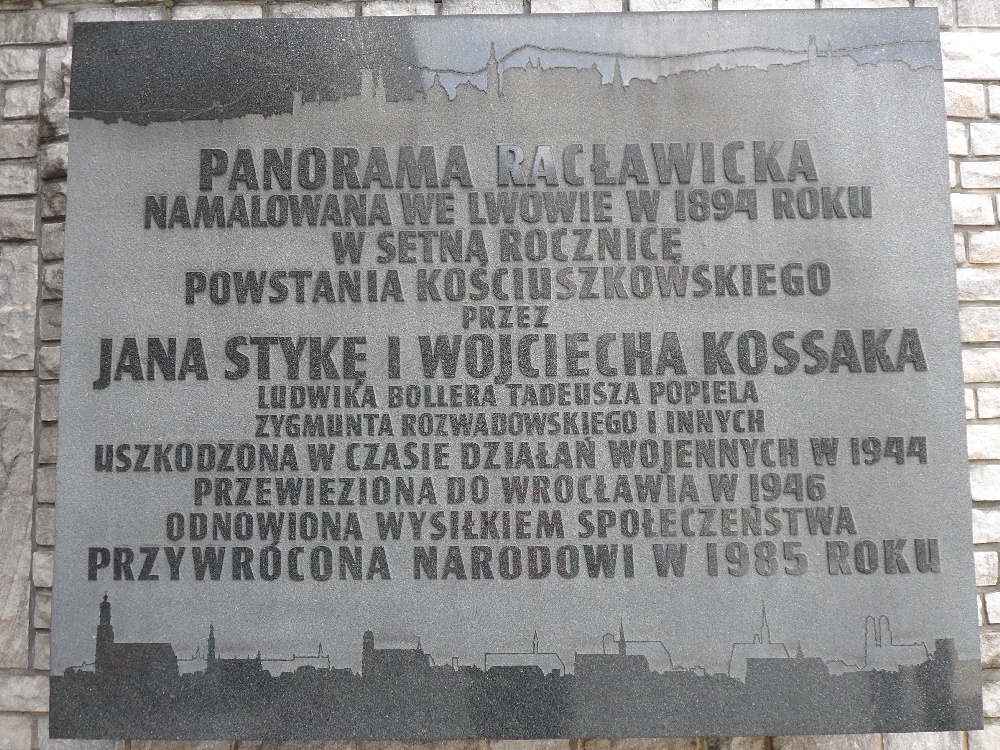 PANORAMA RACŁAWICKA
NAMALOWANA WE LWOWIE W 1894 ROKU
W SETNĄ ROCZNICĘ
POWSTANIA KOŚCIUSZKOWSKIEGO
PRZEZ
JANA STYKĘ I WOJCIECHA KOSSAKA
LUDWIKA BOLLERA TADEUSZA POPIELA
ZYGMUNTA ROZWADOWSKIEGO I INNYCH
USZKODZONA W CZASIE DZIAŁAŃ WOJENNYCH W 1944
PRZEWIEZIONA DO WROCŁAWIA W 1946
ODNOWIONA WYSIŁKIEM SPOŁECZEŃSTWA
PRZYWRÓCONA NARODOWI W 1985 ROKU